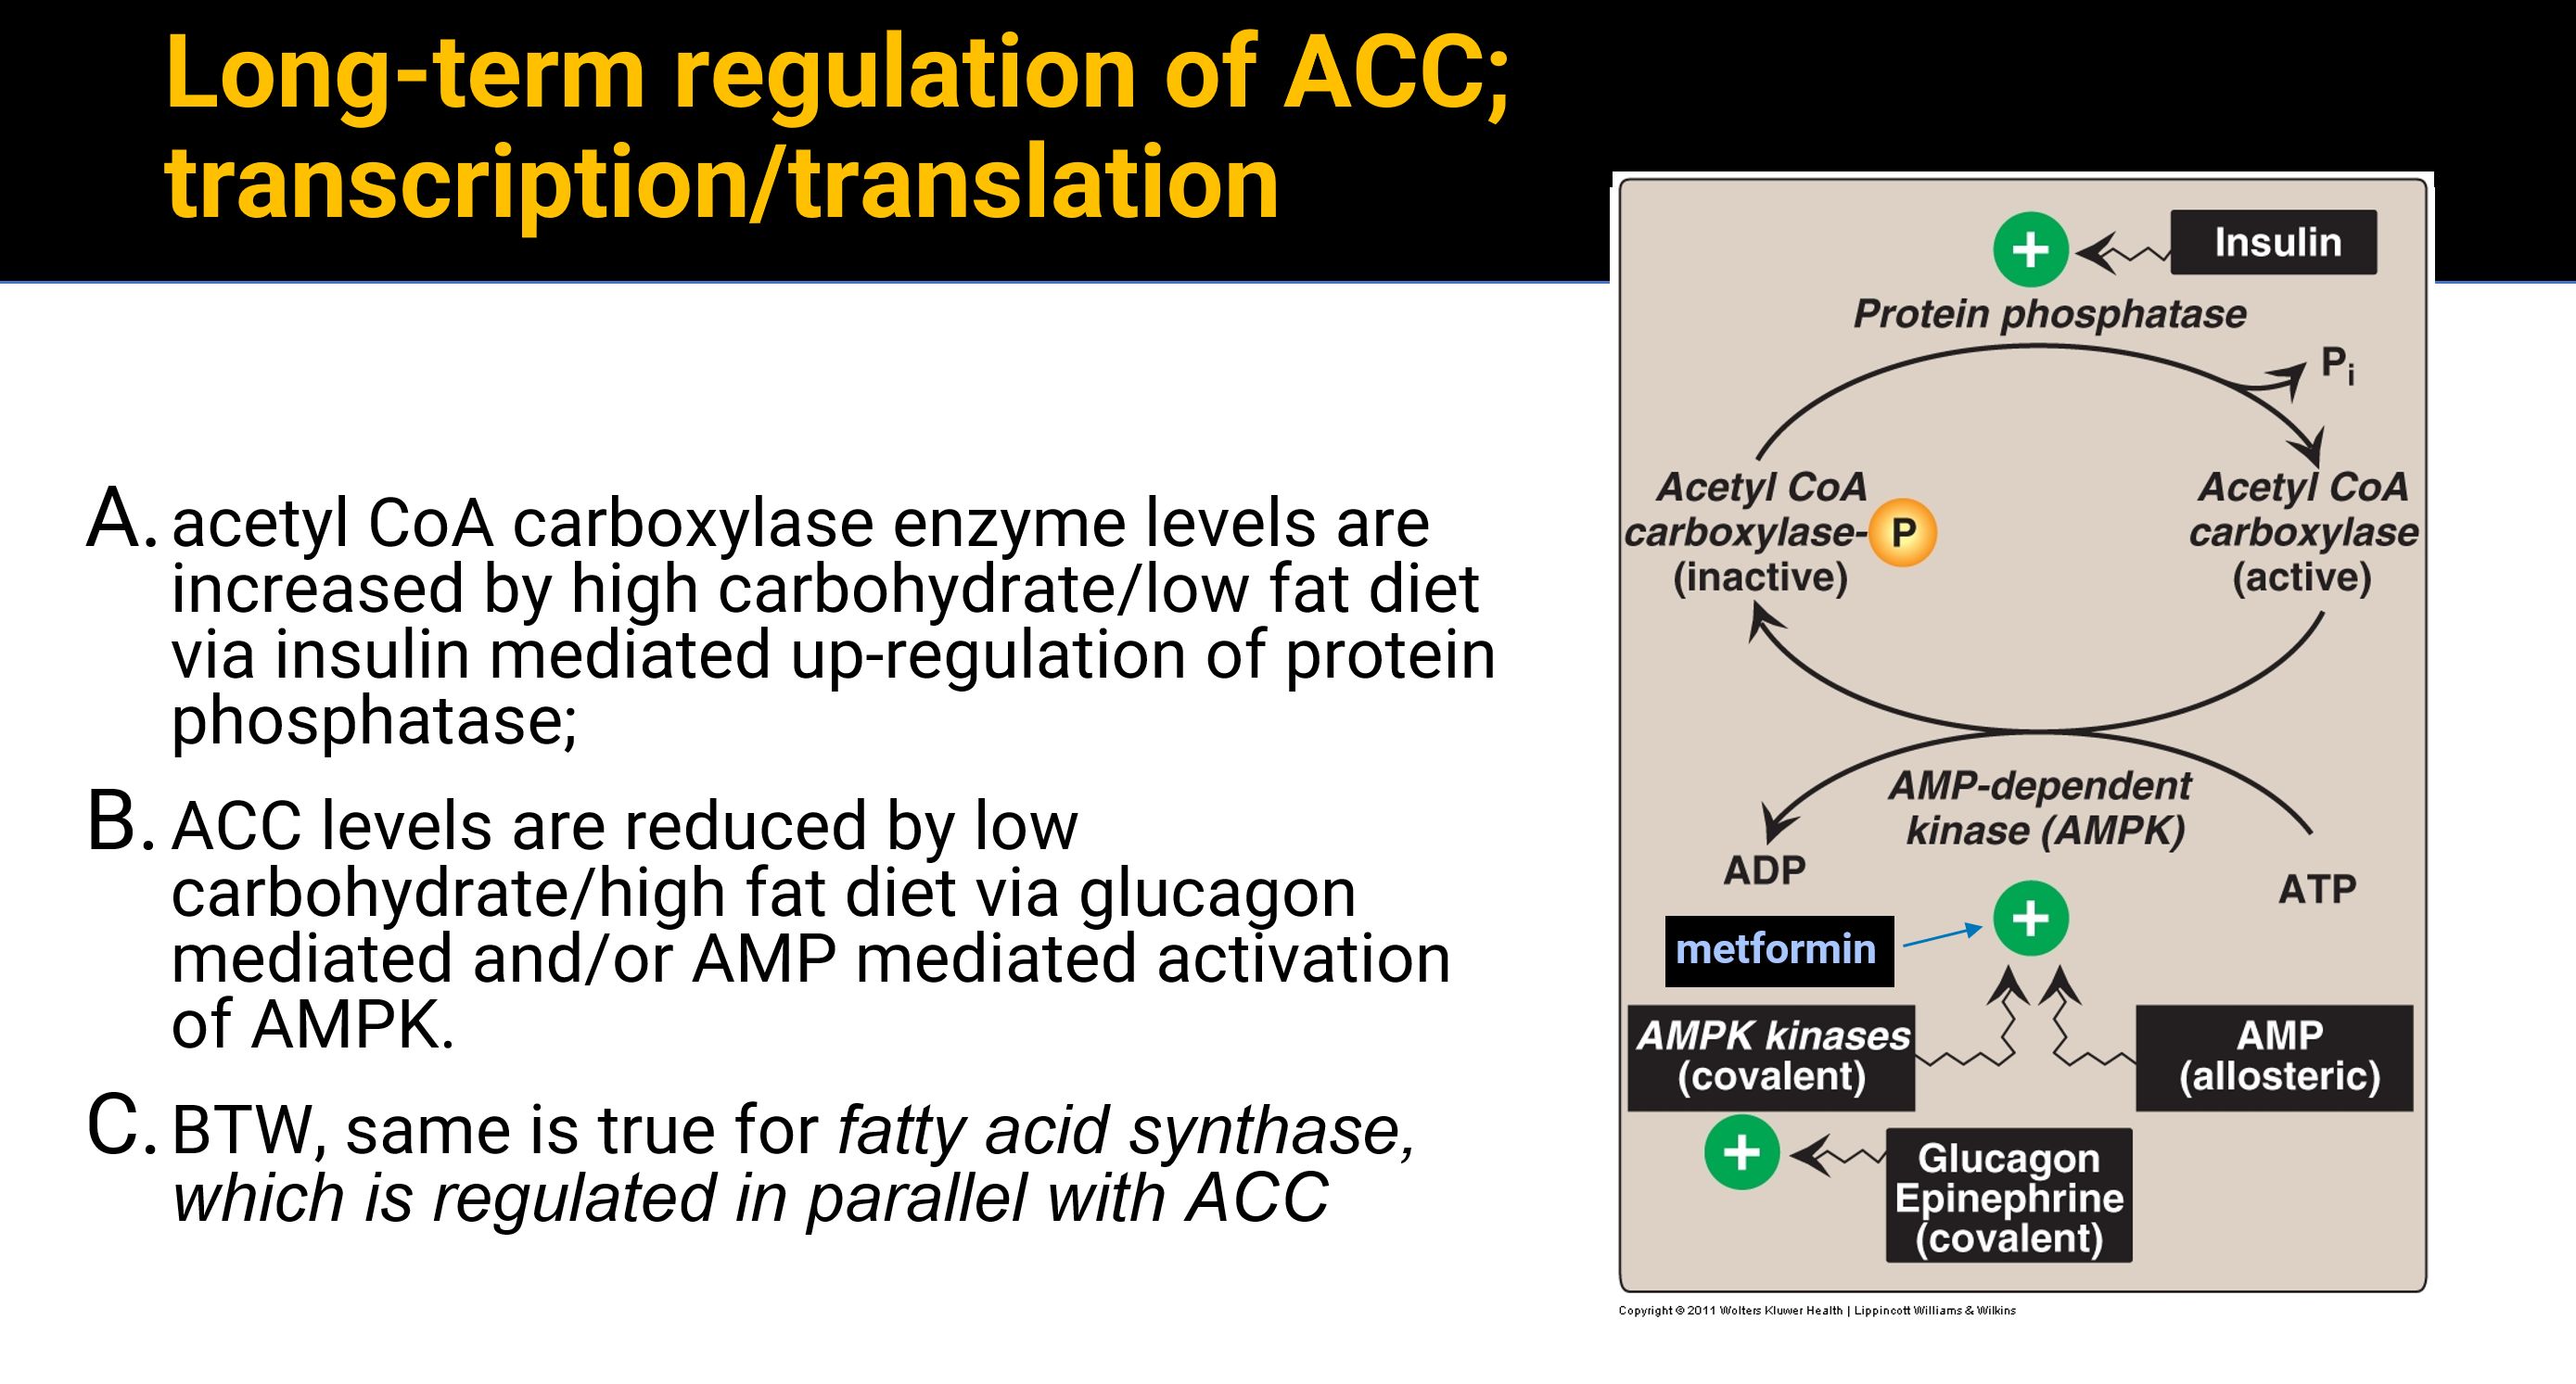 Long-term regulation of ACC;
transcription/translation
A. acetyl CoA carboxylase enzyme levels are
increased by high carbohydrate/low fat diet
via insulin mediated up-regulation of protein
phosphatase;
B. ACC levels are reduced by low
carbohydrate/high fat diet via glucagon
mediated and/or AMP mediated activation
of AMPK.
C. BTW, same is true for fatty acid synthase,
which is regulated in parallel with ACC
+
Insulin
Protein phosphatase
Pi
Acetyl CoA
carboxylase-P
(inactive)
Acetyl CoA
carboxylase
(active)
AMP-dependent
kinase (AMPK)
ADP
ATP
+
metformin
AMPK kinases
(covalent)
AMP
(allosteric)
+
Glucagon
Epinephrine
(covalent)
Copyright © 2011 Wolters Kluwer Health | Lippincott Williams & Wilkins